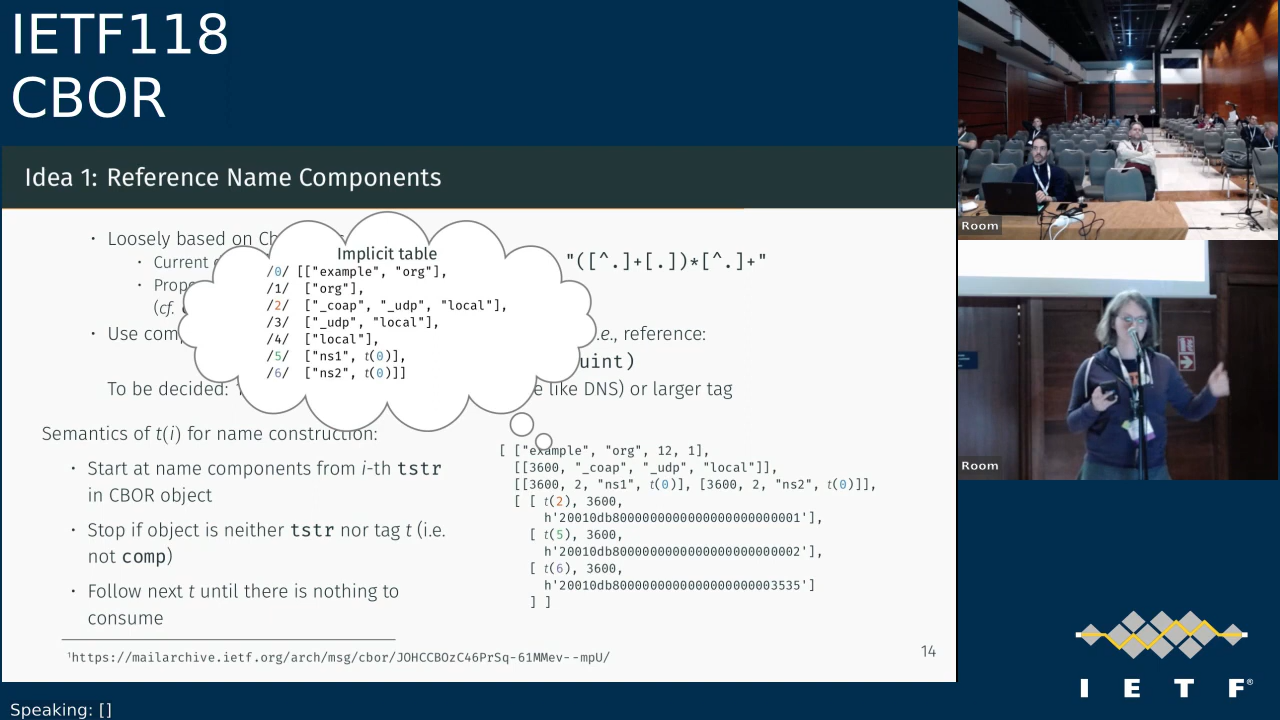 IETF118
CBOR
Idea 1: Reference Name Components
· Loosely based on
· Current
·
(cf.
· Use
"([^.]+[.])*[^.]+"
reference:
uint)
To be decided:
like DNS) or larger tag
Implicit table
/0/ [["example", "org"],
/1/ ["org"],
/2/ ["_coap", "_udp", "local"],
/3/ ["_udp", "local"],
/4/ ["local"],
/5/ ["ns1", t(0)],
/6/ ["ns2", t(0)]]
Semantics of t(i) for name construction:
· Start at name components from i-th tstr
in CBOR object
· Stop if object is neither tstr nor tag t (i.e.
not comp)
· Follow next t until there is nothing to
consume
[ ["example", "org", 12, 1],
[[3600, "_coap", "_udp", "local"]],
[[3600, 2, "ns1", t(0)], [3600, 2, "ns2", t(0)]],
[ [ t(2), 3600,
h'20010db8000000000000000000000001'],
[ t(5), 3600,
h'20010db8000000000000000000000002'],
[ t(6), 3600,
h'20010db8000000000000000000003535']
] ]
¹https://mailarchive.ietf.org/arch/msg/cbor/JOHCCBOzC46PrSq-61MMev--mpU/
14
Room
Room
I E T F®
Speaking: []